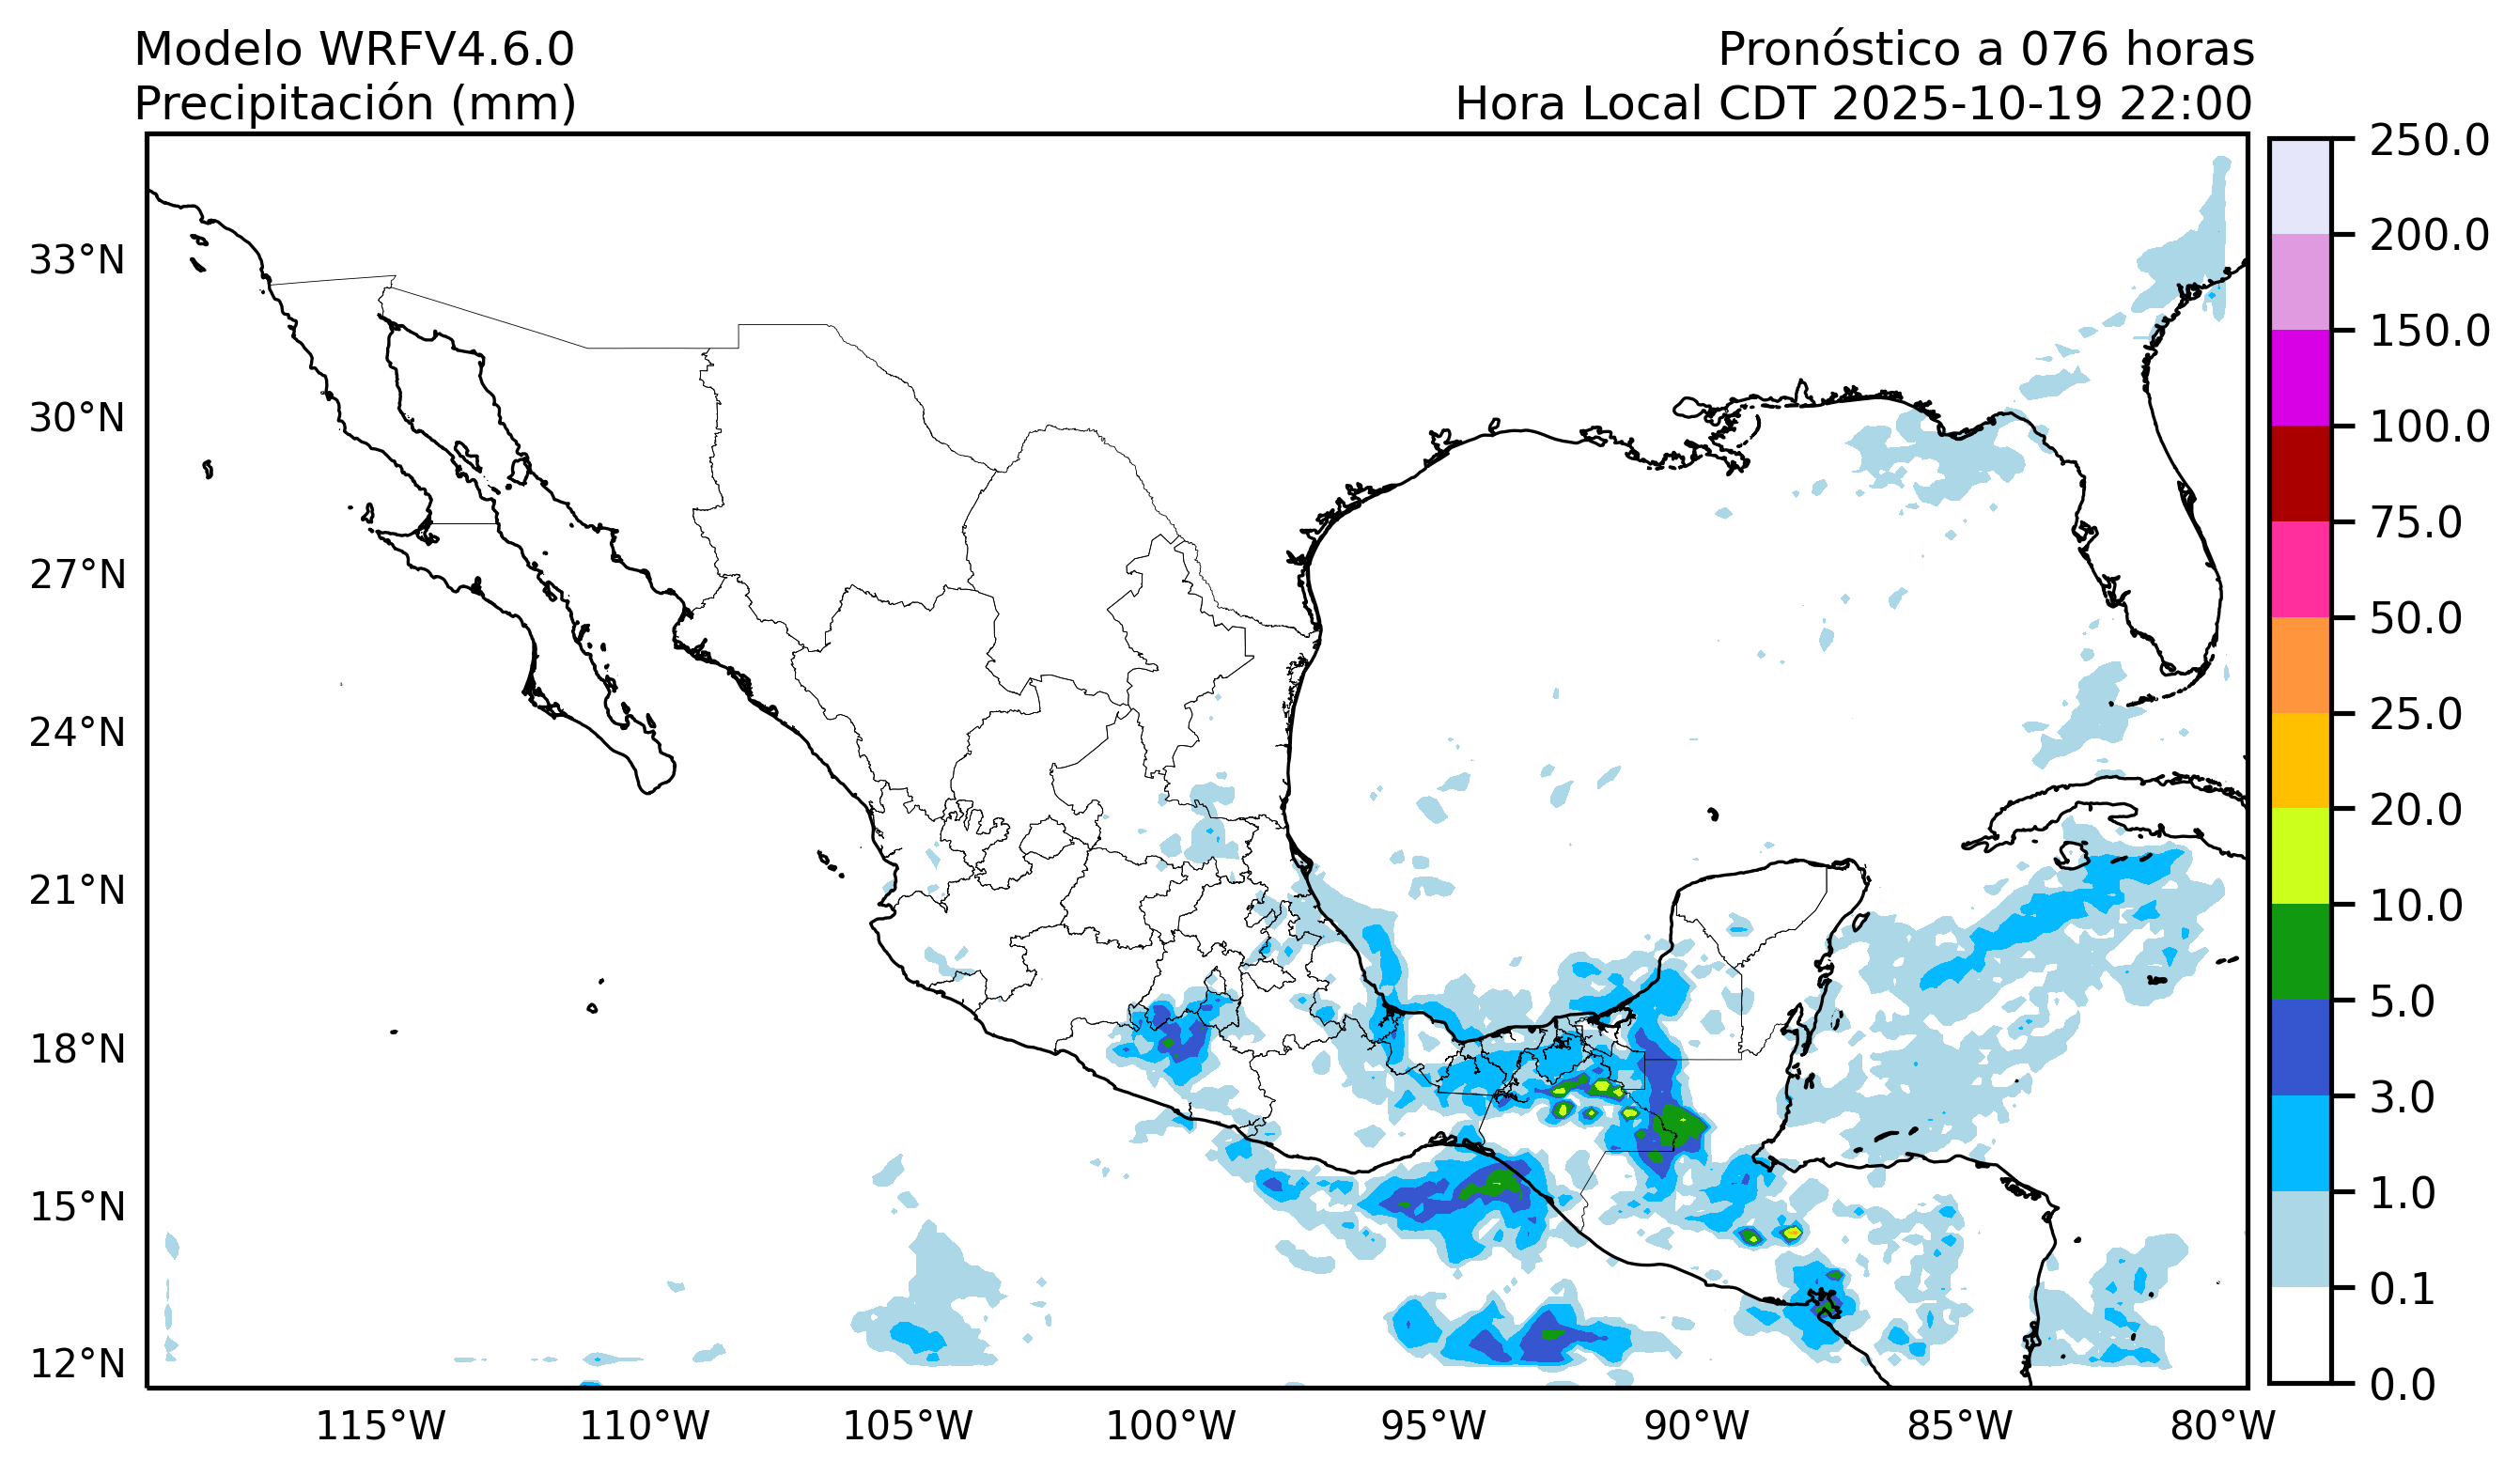 Modelo WRFV4.6.0
Pronóstico a 076 horas
Precipitación (mm)
Hora Local CDT 2025-10-19 22:00
250.0
200.0
150.0
100.0
75.0
50.0
25.0
20.0
10.0
5.0
3.0
1.0
0.1
0.0
33°N
30°N
27°N
24°N
21°N
18°N
15°N
12°N
115°W
110°W
105°W
100°W
95°W
90°W
85°W
80°W